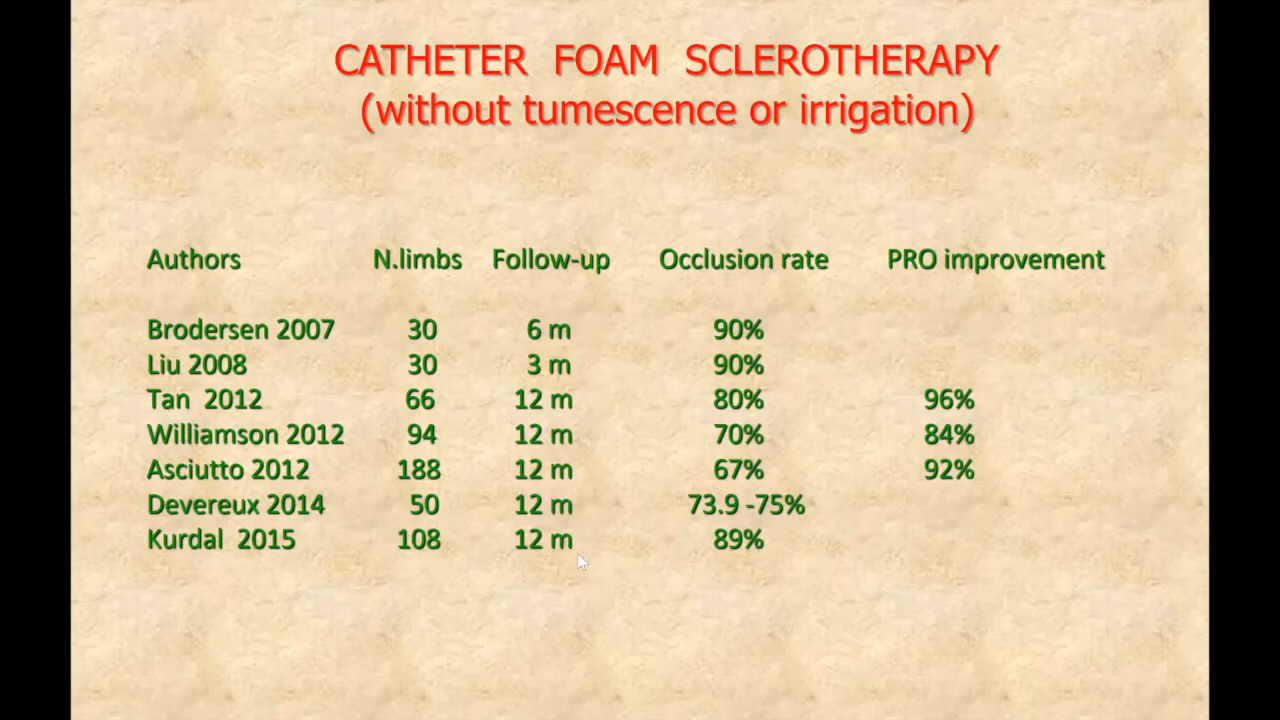 CATHETER FOAM SCLEROTHERAPY
(without tumescence or irrigation)
Authors N.limbs Follow-up Occlusion rate PRO improvement
Brodersen 2007 30 6 m 90%
Liu 2008 30 3 m 90%
Tan 2012 66 12 m 80% 96%
Williamson 2012 94 12 m 70% 84%
Asciutto 2012 188 12 m 67% 92%
Devereux 2014 50 12 m 73.9 -75%
Kurdal 2015 108 12 m 89%